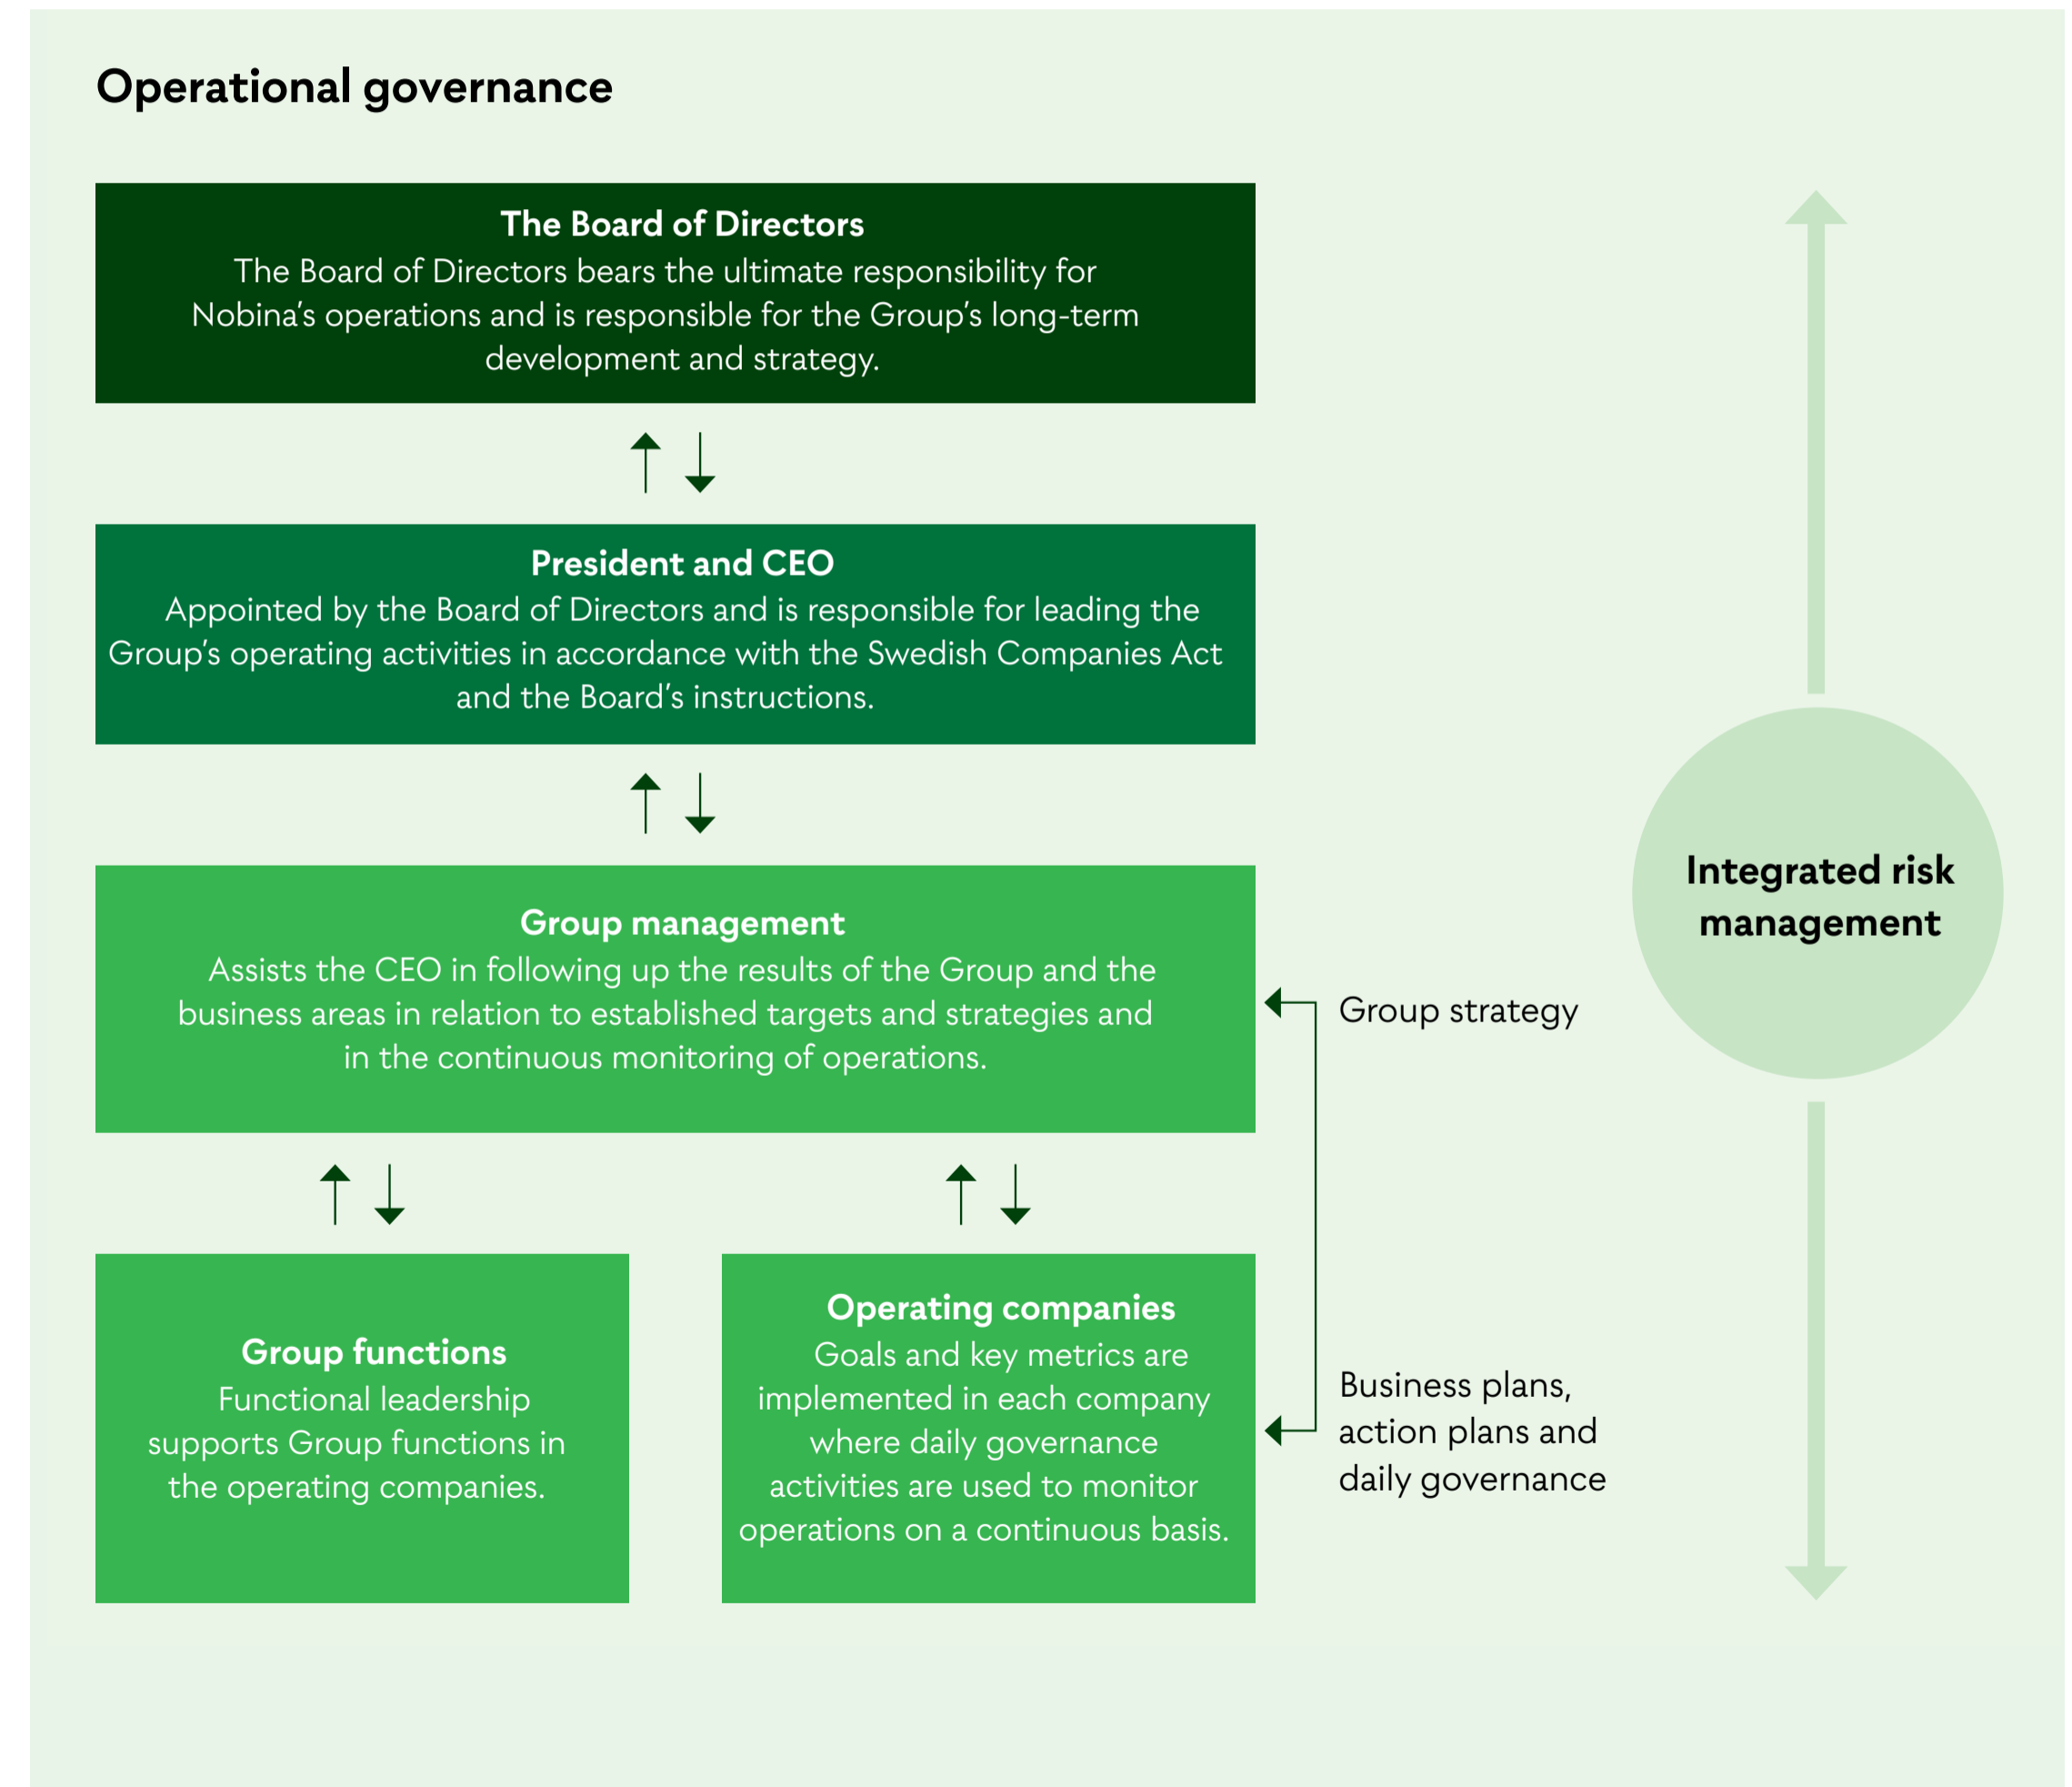 Operational governance
The Board of Directors
The Board of Directors bears the ultimate responsibility for
Nobina’s operations and is responsible for the Group’s long-term
development and strategy.
President and CEO
Appointed by the Board of Directors and is responsible for leading the
Group’s operating activities in accordance with the Swedish Companies Act
and the Board’s instructions.
Group management
Assists the CEO in following up the results of the Group and the
business areas in relation to established targets and strategies and
in the continuous monitoring of operations.
Group functions
Functional leadership
supports Group functions in
the operating companies.
Operating companies
Goals and key metrics are
implemented in each company
where daily governance
activities are used to monitor
operations on a continuous basis.
Group strategy
Business plans,
action plans and
daily governance
Integrated risk
management